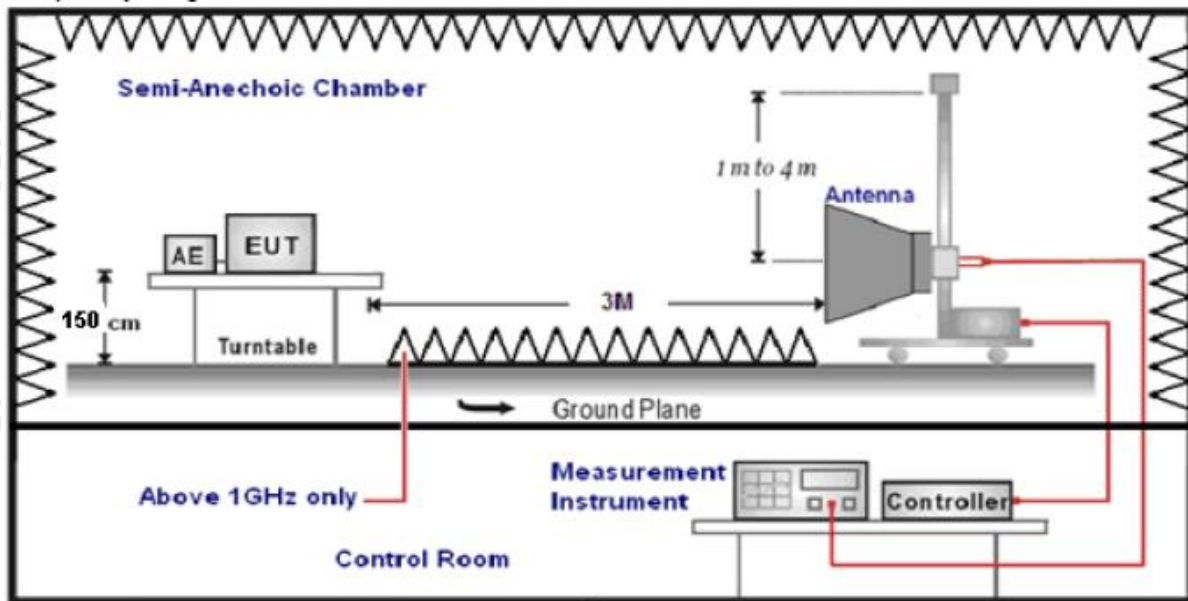 Semi-Anechoic Chamber
1 m to 4 m
Antenna
AE
EUT
150 cm
3M
Turntable
Ground Plane
Above 1GHz only
Measurement
Instrument
Controller
Control Room